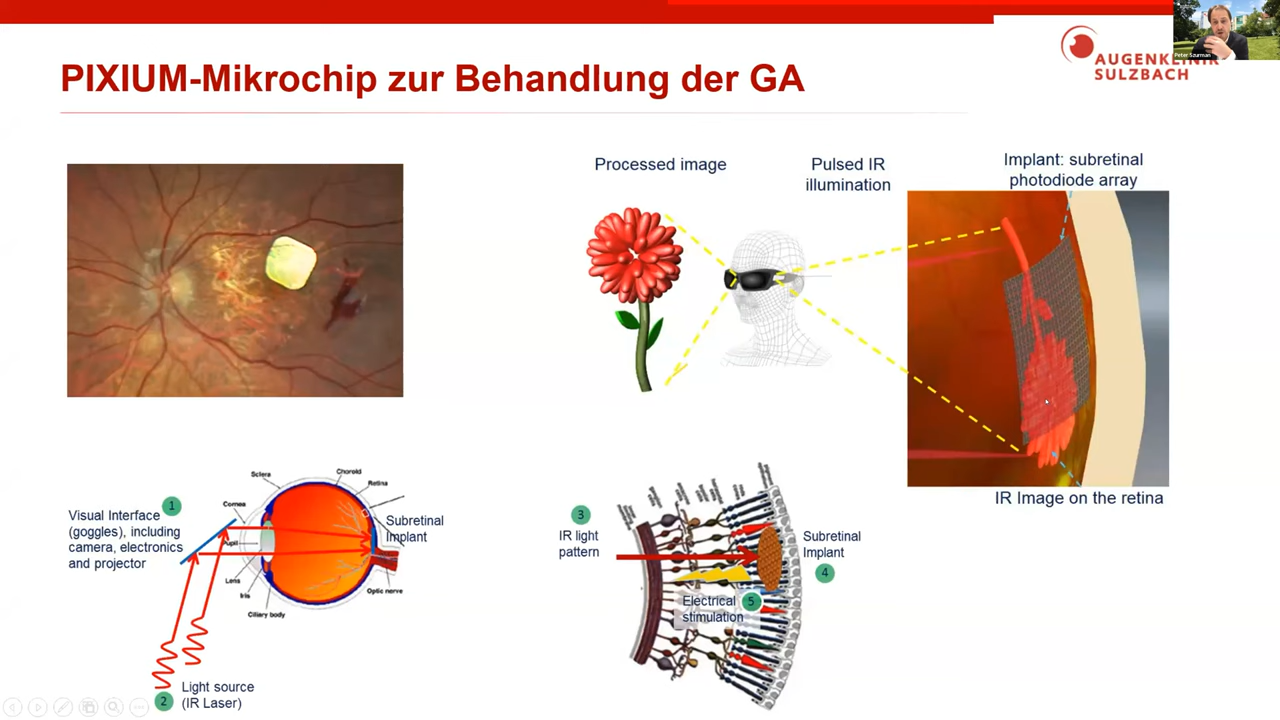 PIXIUM-Mikrochip zur Behandlung der GA
AUGENKLINIK
SULZBACH
Peter Szurman
Processed image
Pulsed IR
illumination
Implant: subretinal
photodiode array
IR Image on the retina
1
Visual Interface
(goggles), including
camera, electronics
and projector
Sclera
Choroid
Retina
Cornea
Pupil
Lens
Iris
Ciliary body
Optic nerve
Subretinal
Implant
2
Light source
(IR Laser)
3
IR light
pattern
Subretinal
Implant
4
Electrical
stimulation
5